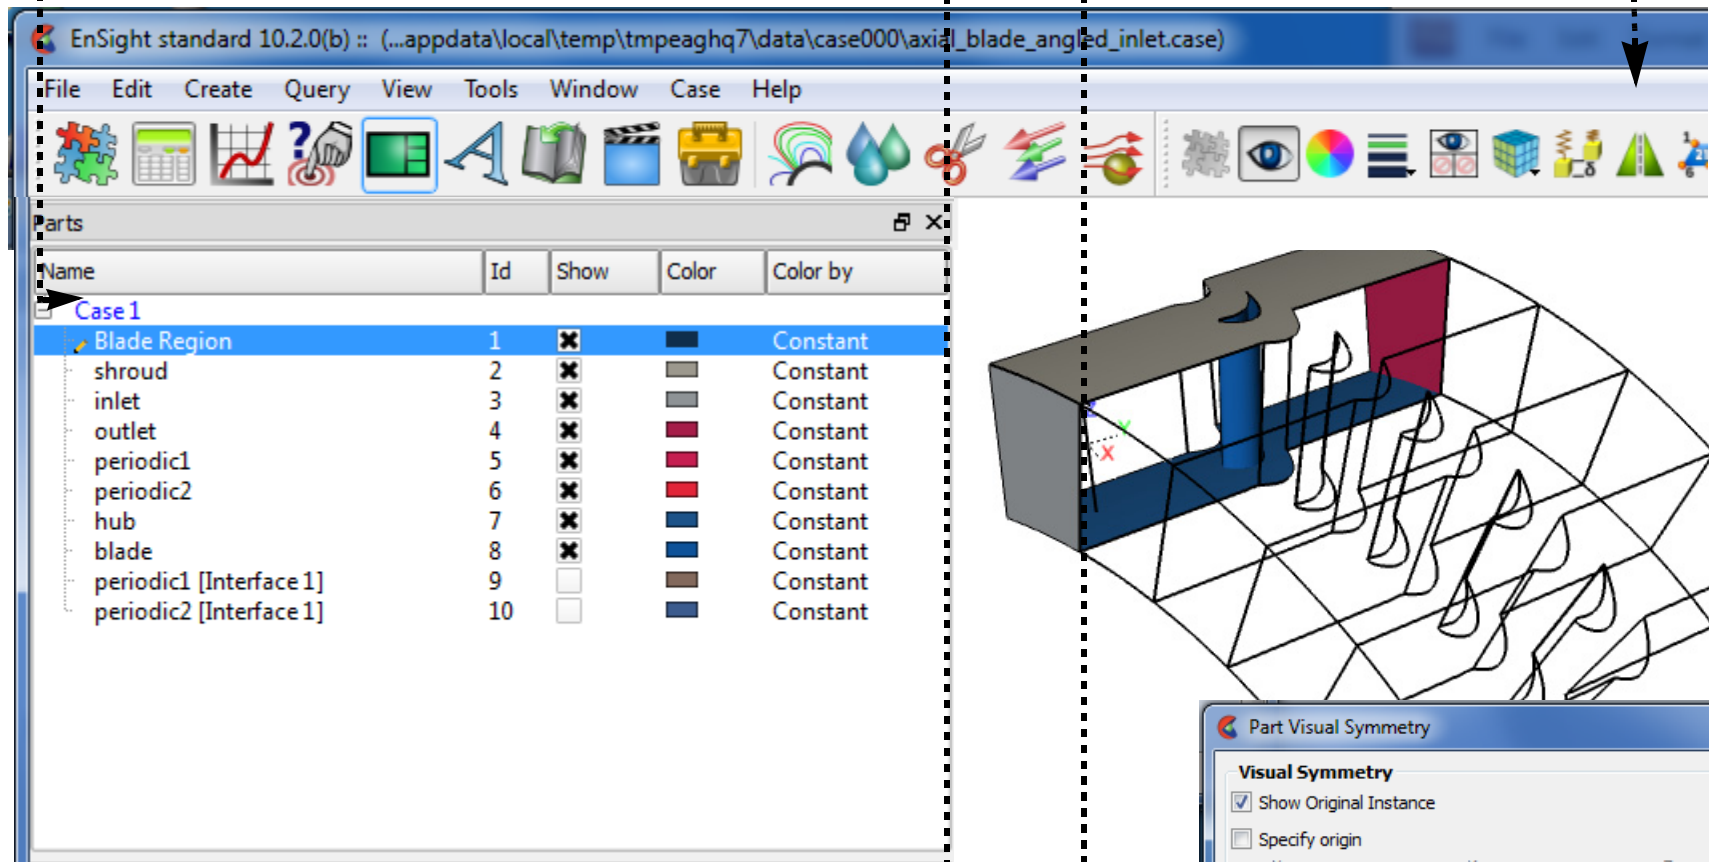 EnSight standard 10.2.0(b) :: (...appdata\local\temp\tmpeaghq7\data\case000\axial_blade_angled_inlet.case)
File Edit Create Query View Tools Window Case Help
Parts
Name Id Show Color Color by
Case 1
Blade Region 1 Constant
shroud 2 Constant
inlet 3 Constant
outlet 4 Constant
periodic1 5 Constant
periodic2 6 Constant
hub 7 Constant
blade 8 Constant
periodic1 [Interface 1] 9 Constant
periodic2 [Interface 1] 10 Constant
Y
X
Part Visual Symmetry
Visual Symmetry
Show Original Instance
Specify origin